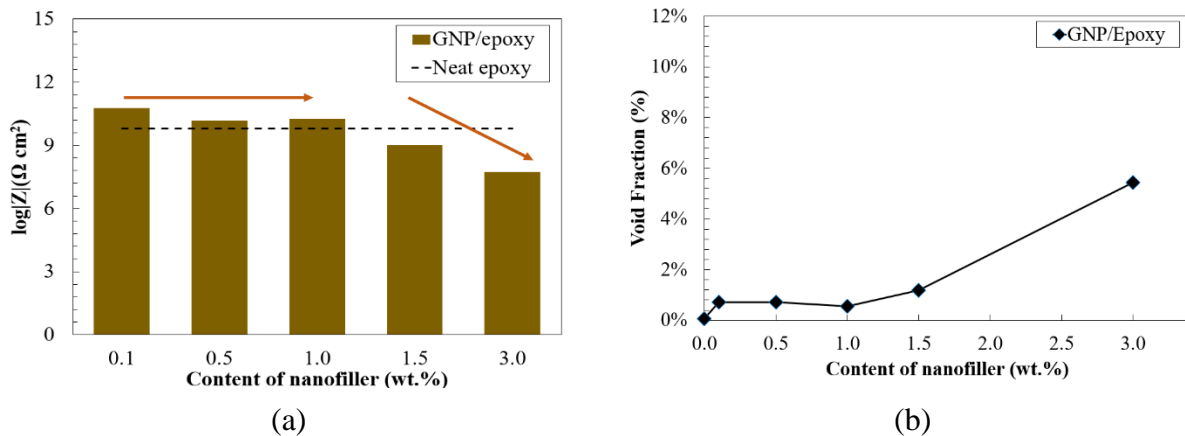 15
12
9
6
3
0
log|Z|(Ω cm²)
GNP/epoxy
Neat epoxy
0.1 0.5 1.0 1.5 3.0
Content of nanofiller (wt.%)
(a)
12%
10%
8%
6%
4%
2%
0%
Void Fraction (%)
GNP/Epoxy
0.0 0.5 1.0 1.5 2.0 2.5 3.0
Content of nanofiller (wt.%)
(b)